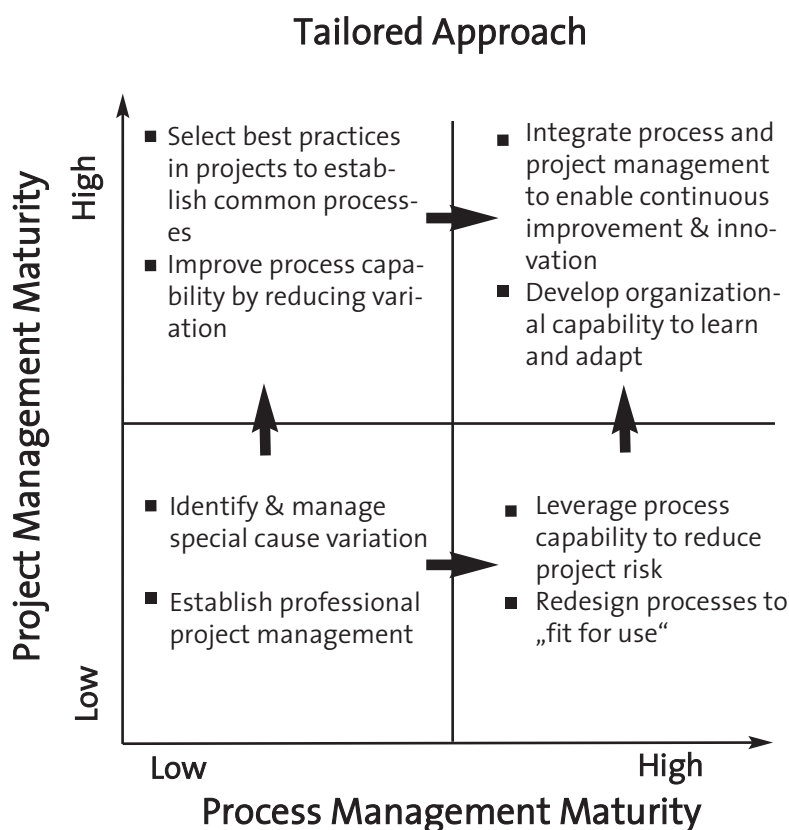 Tailored Approach
Project Management Maturity
High
Low
■ Select best practices
in projects to estab-
lish common process-
es
■ Improve process capa-
bility by reducing vari-
ation
■ Integrate process and
project management
to enable continuous
improvement & inno-
vation
■ Develop organization-
al capability to learn
and adapt
■ Identify & manage
special cause variation
■ Establish professional
project management
■ Leverage process
capability to reduce
project risk
■ Redesign processes to
„fit for use“
Low
High
Process Management Maturity